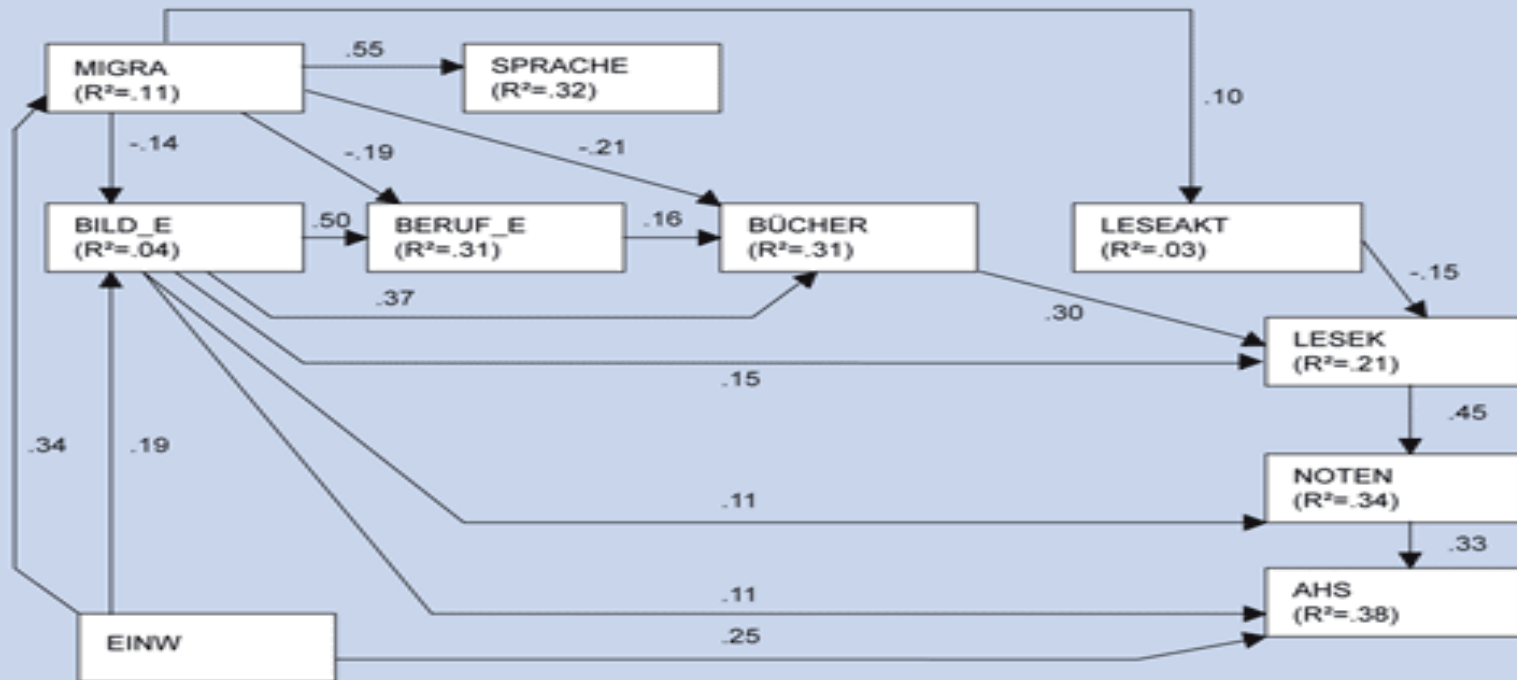 MIGRA
(R²=.11)
.55
SPRACHE
(R²=.32)
.10
-.14
-.19
-.21
BILD_E
(R²=.04)
.50
BERUF_E
(R²=.31)
.16
BÜCHER
(R²=.31)
LESEAKT
(R²=.03)
-.15
.37
.30
LESEK
(R²=.21)
.15
.45
.34
.19
NOTEN
(R²=.34)
.11
.33
AHS
(R²=.38)
.11
.25
EINW